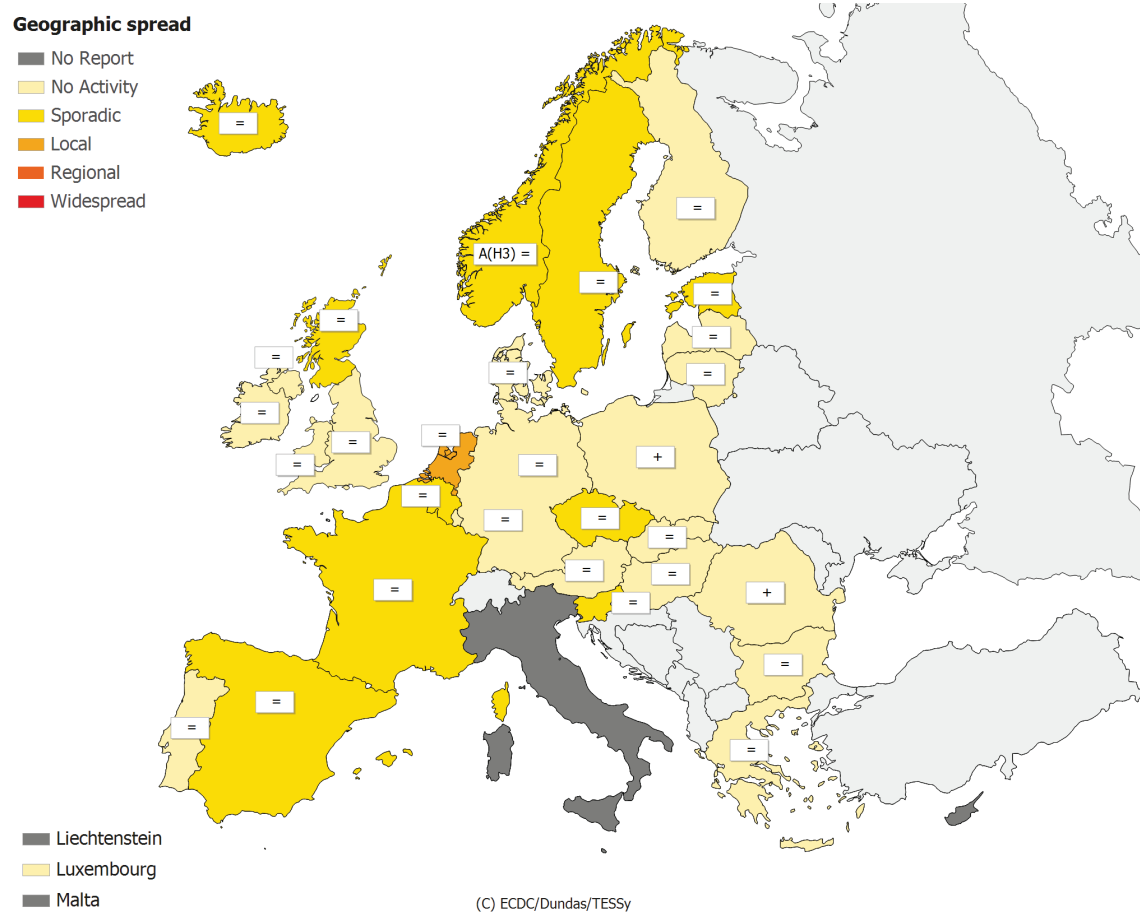 Geographic spread
No Report
No Activity
Sporadic
Local
Regional
Widespread
=
=
A(H3) =
=
=
=
=
=
=
=
=
=
=
=
=
+
=
=
=
=
=
=
=
=
+
=
=
=
=
=
Liechtenstein
Luxembourg
Malta
(C) ECDC/Dundas/TESSy